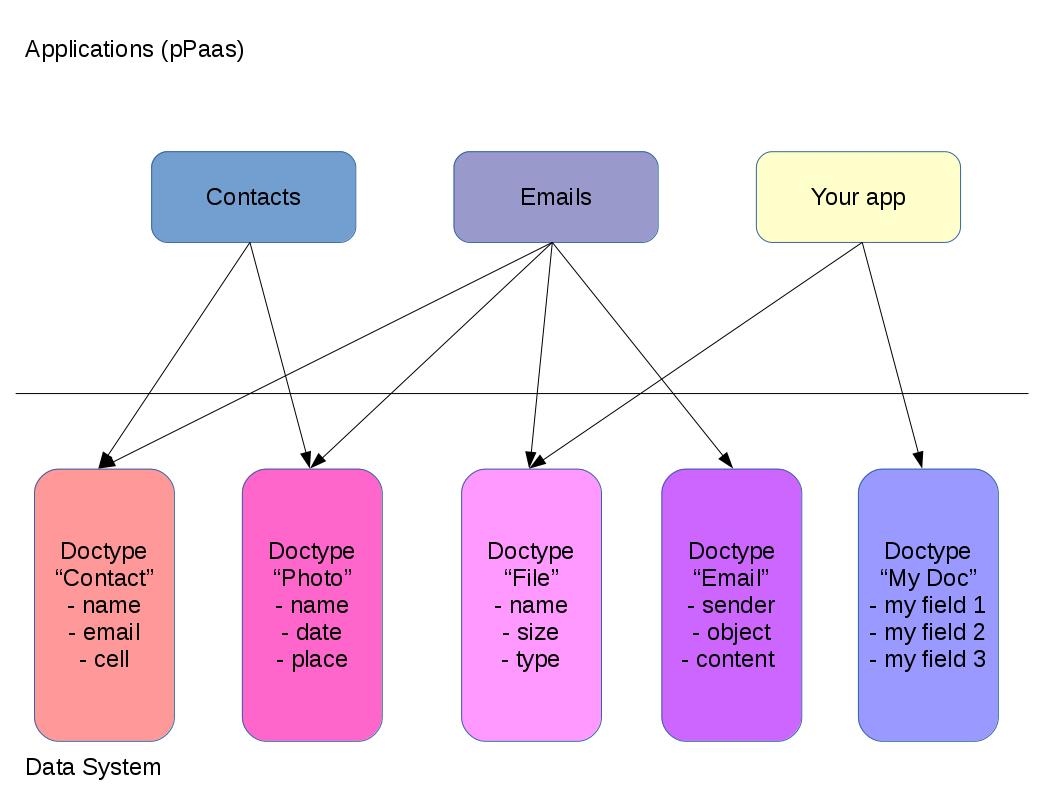 Applications (pPaas)
Contacts
Emails
Your app
Doctype
“Contact”
- name
- email
- cell
Doctype
“Photo”
- name
- date
- place
Doctype
“File”
- name
- size
- type
Doctype
“Email”
- sender
- object
- content
Doctype
“My Doc”
- my field 1
- my field 2
- my field 3
Data System